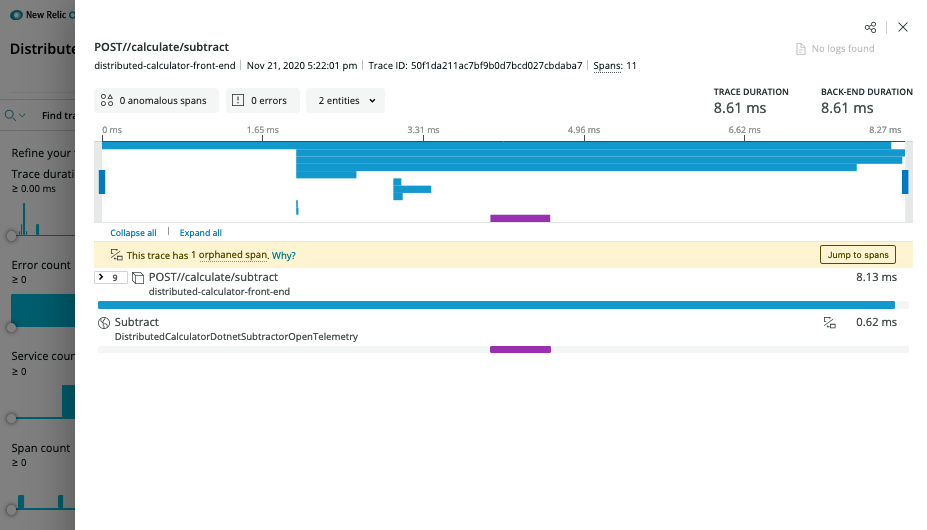 New Relic
Distribute
Find tra
Refine your
Trace duratio
≥ 0.00 ms
Error count
≥ 0
Service coun
≥ 0
Span count
≥ 0
POST//calculate/subtract
No logs found
distributed-calculator-front-end | Nov 21, 2020 5:22:01 pm | Trace ID: 50f1da211ac7bf9b0d7bcd027cbdaba7 | Spans: 11
0 anomalous spans
0 errors
2 entities
TRACE DURATION
8.61 ms
BACK-END DURATION
8.61 ms
0 ms 1.65 ms 3.31 ms 4.96 ms 6.62 ms 8.27 ms
Collapse all | Expand all
This trace has 1 orphaned span. Why?
Jump to spans
9 POST//calculate/subtract 8.13 ms
distributed-calculator-front-end
Subtract 0.62 ms
DistributedCalculatorDotnetSubtractorOpenTelemetry